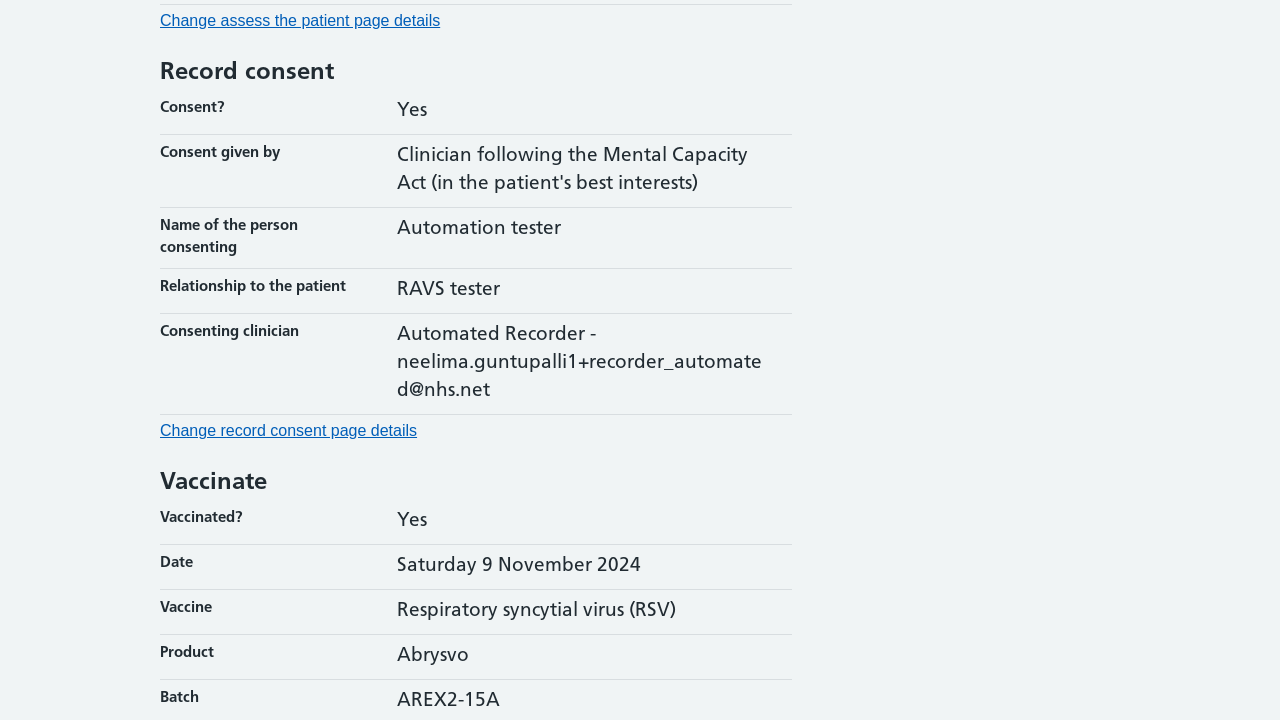 Change assess the patient page details
Record consent
Consent?
Yes
Consent given by
Clinician following the Mental Capacity
Act (in the patient's best interests)
Name of the person
consenting
Automation tester
Relationship to the patient
RAVS tester
Consenting clinician
Automated Recorder -
neelima.guntupalli1+recorder_automate
d@nhs.net
Change record consent page details
Vaccinate
Vaccinated?
Yes
Date
Saturday 9 November 2024
Vaccine
Respiratory syncytial virus (RSV)
Product
Abrysvo
Batch
AREX2-15A